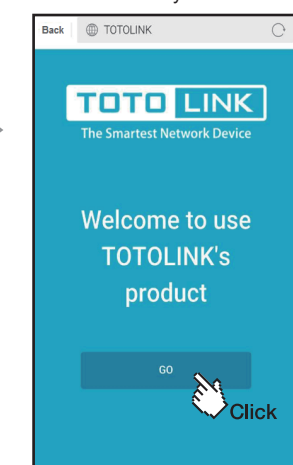 Back TOTOLINK
TOTO LINK
The Smartest Network Device
Welcome to use
TOTOLINK's
product
GO
Click